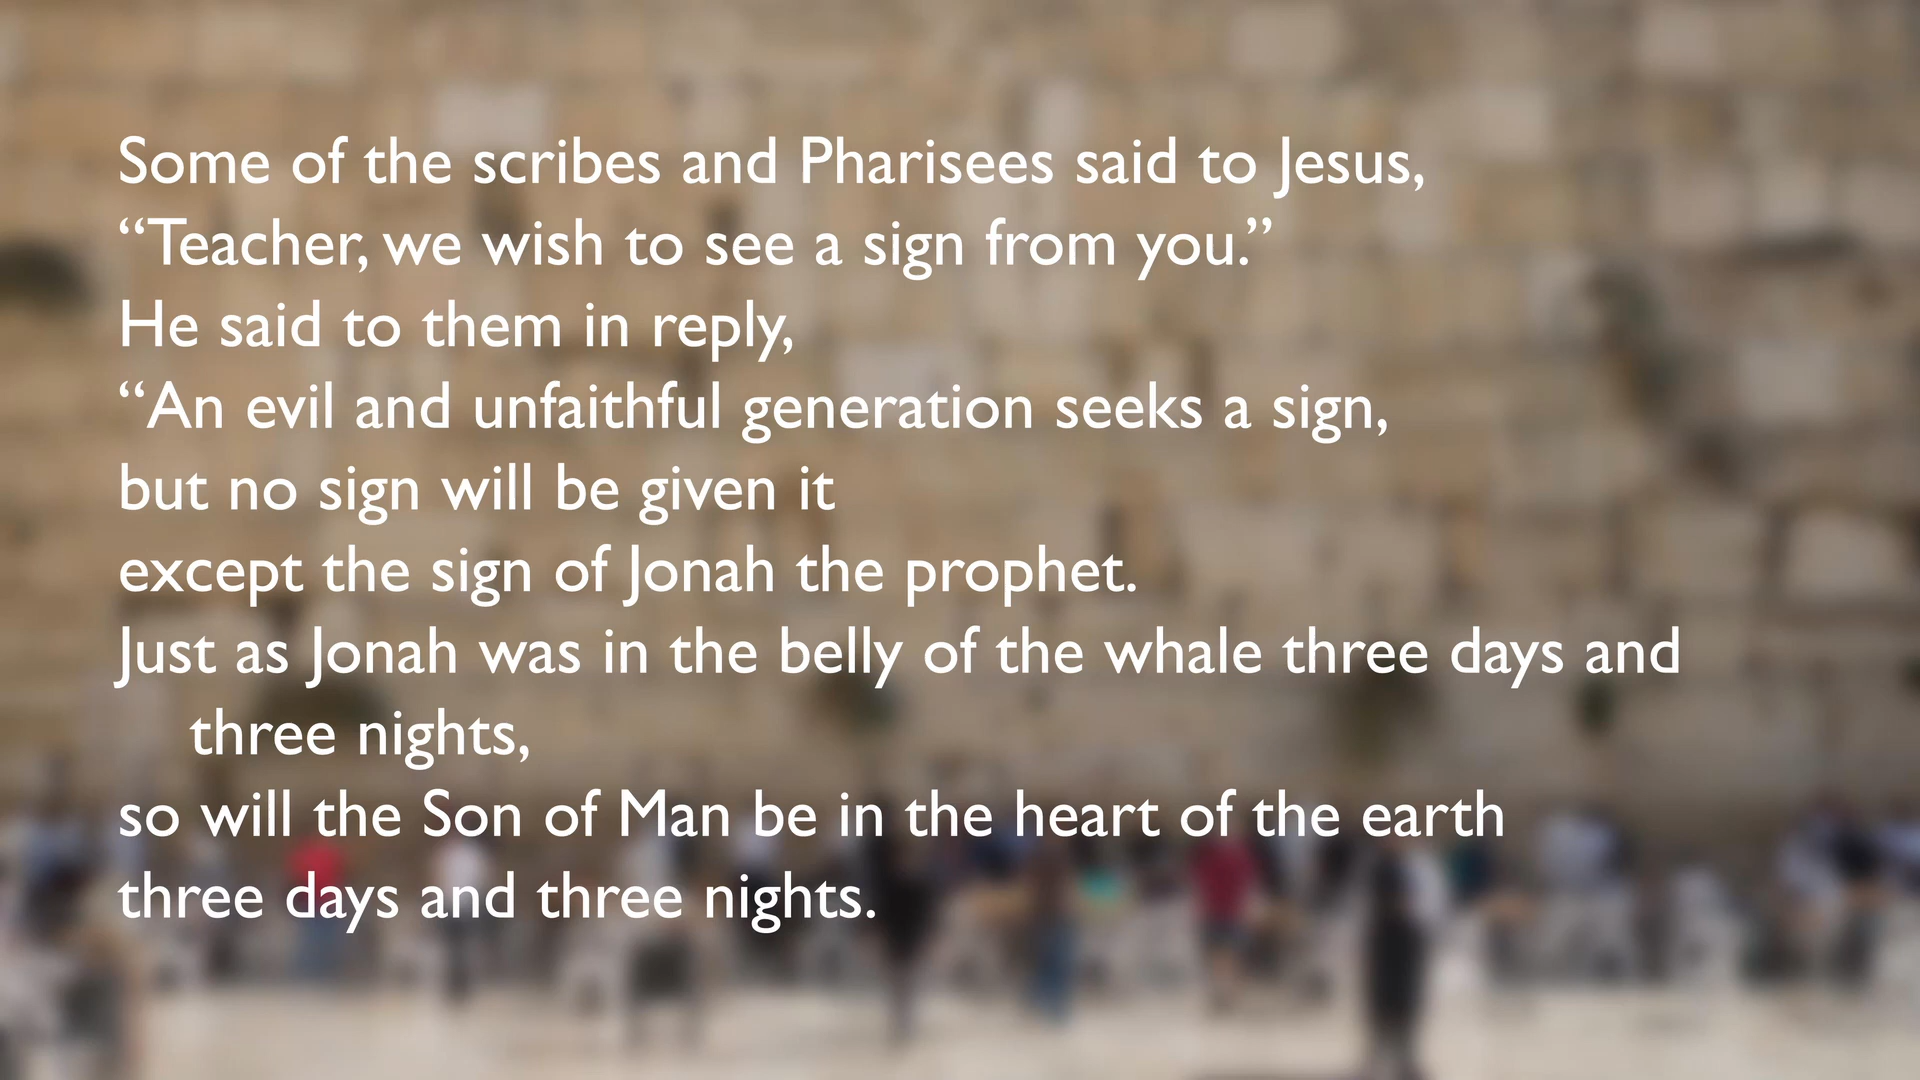 Some of the scribes and Pharisees said to Jesus,
“Teacher, we wish to see a sign from you.”
He said to them in reply,
“An evil and unfaithful generation seeks a sign,
but no sign will be given it
except the sign of Jonah the prophet.
Just as Jonah was in the belly of the whale three days and
three nights,
so will the Son of Man be in the heart of the earth
three days and three nights.